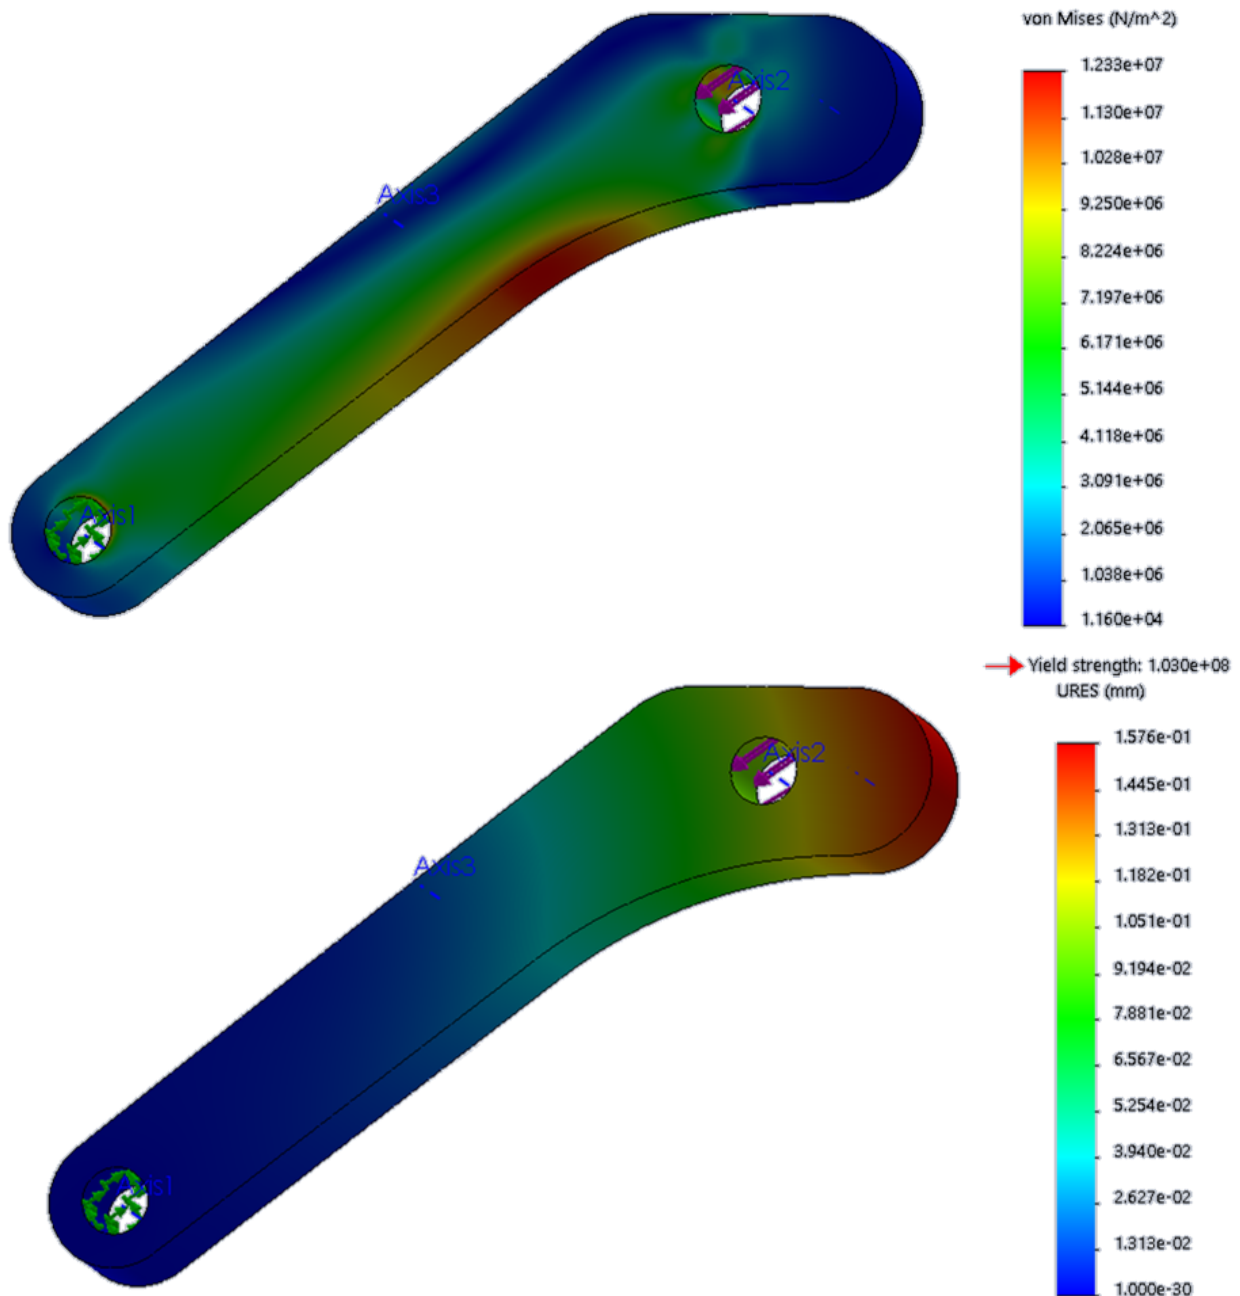 von Mises (N/m^2)
1.233e+07
1.130e+07
1.028e+07
9.250e+06
8.224e+06
7.197e+06
6.171e+06
5.144e+06
4.118e+06
3.091e+06
2.065e+06
1.038e+06
1.160e+04
Axis2
Axis3
Axis1
Yield strength: 1.030e+08
URES (mm)
1.576e-01
1.445e-01
1.313e-01
1.182e-01
1.051e-01
9.194e-02
7.881e-02
6.567e-02
5.254e-02
3.940e-02
2.627e-02
1.313e-02
1.000e-30
Axis2
Axis3
Axis1